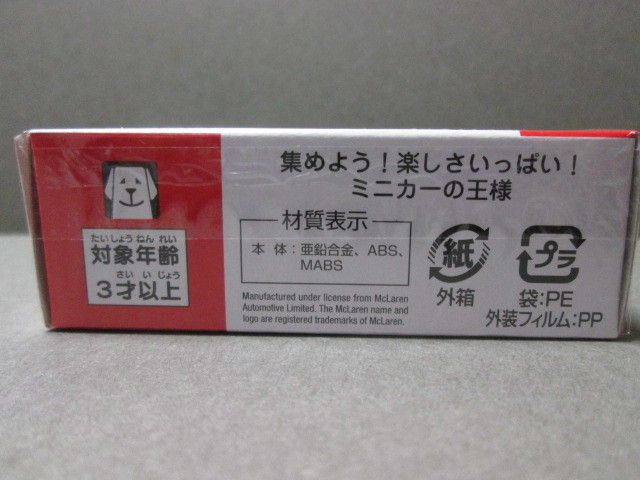 たいしょうねんれい
対象年齢
さいいじょう
3才以上
集めよう！楽しさいっぱい！
ミニカーの王様
材質表示
本 体：亜鉛合金、ABS、
MABS
Manufactured under license from McLaren
Automotive Limited. The McLaren name and
logo are registered trademarks of McLaren.
紙
外箱
プラ
袋:PE
外装フィルム:PP